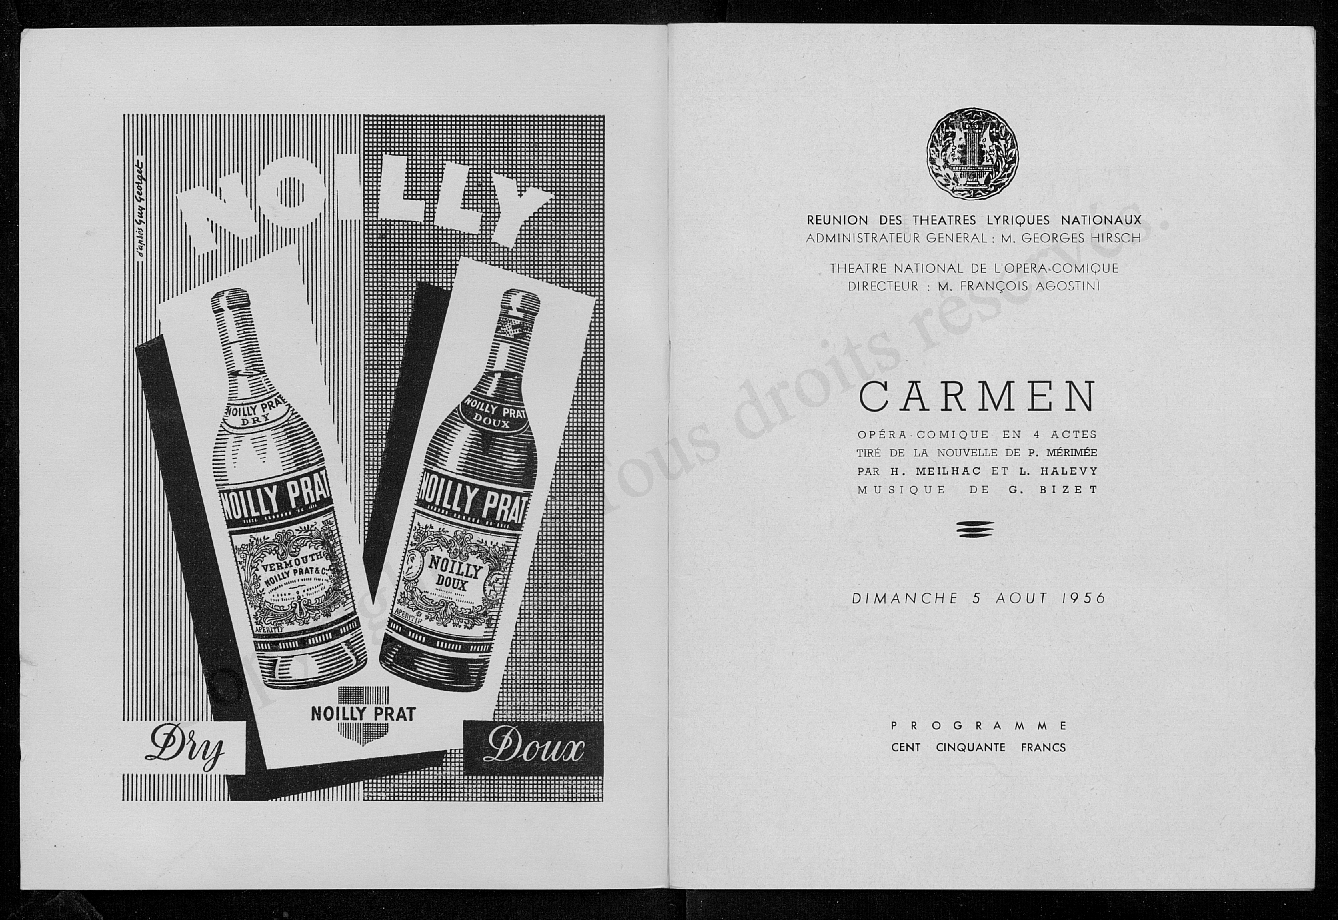 d'après Guy Georget
NOILLY
NOILLY PRAT
DRY
NOILLY PRAT
VERMOUTH
NOILLY PRAT & C.
APÉRITIF
NOILLY PRAT
DOUX
NOILLY PRAT
NOILLY
DOUX
APÉRITIF
NOILLY PRAT
Dry
Doux
REUNION DES THEATRES LYRIQUES NATIONAUX
ADMINISTRATEUR GENERAL : M. GEORGES HIRSCH
THEATRE NATIONAL DE L'OPERA-COMIQUE
DIRECTEUR : M. FRANÇOIS AGOSTINI
CARMEN
OPÉRA-COMIQUE EN 4 ACTES
TIRÉ DE LA NOUVELLE DE P. MÉRIMÉE
PAR H. MEILHAC ET L. HALEVY
MUSIQUE DE G. BIZET
DIMANCHE 5 AOUT 1956
PROGRAMME
CENT CINQUANTE FRANCS
Tous droits réservés.